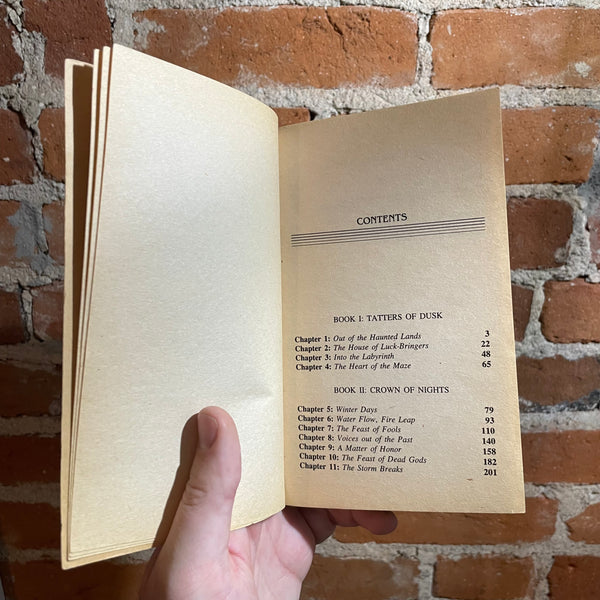 CONTENTS
BOOK I: TATTERS OF DUSK
Chapter 1: Out of the Haunted Lands 3
Chapter 2: The House of Luck-Bringers 22
Chapter 3: Into the Labyrinth 48
Chapter 4: The Heart of the Maze 65
BOOK II: CROWN OF NIGHTS
Chapter 5: Winter Days 79
Chapter 6: Water Flow, Fire Leap 93
Chapter 7: The Feast of Fools 110
Chapter 8: Voices out of the Past 140
Chapter 9: A Matter of Honor 158
Chapter 10: The Feast of Dead Gods 182
Chapter 11: The Storm Breaks 201